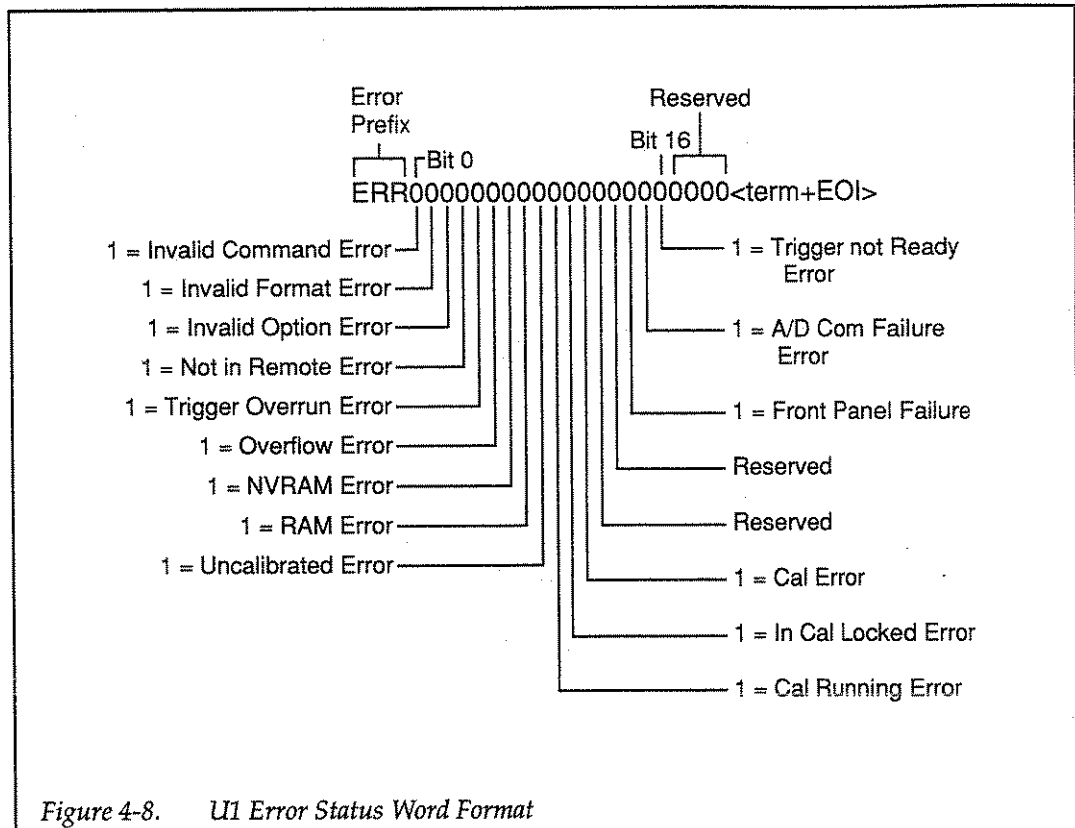 Error
Prefix
Reserved
Bit 0
Bit 16
ERR000000000000000000000<term+EOI>
1 = Invalid Command Error
1 = Invalid Format Error
1 = Invalid Option Error
1 = Not in Remote Error
1 = Trigger Overrun Error
1 = Overflow Error
1 = NVRAM Error
1 = RAM Error
1 = Uncalibrated Error
1 = Trigger not Ready
Error
1 = A/D Com Failure
Error
1 = Front Panel Failure
Reserved
Reserved
1 = Cal Error
1 = In Cal Locked Error
1 = Cal Running Error
Figure 4-8. U1 Error Status Word Format